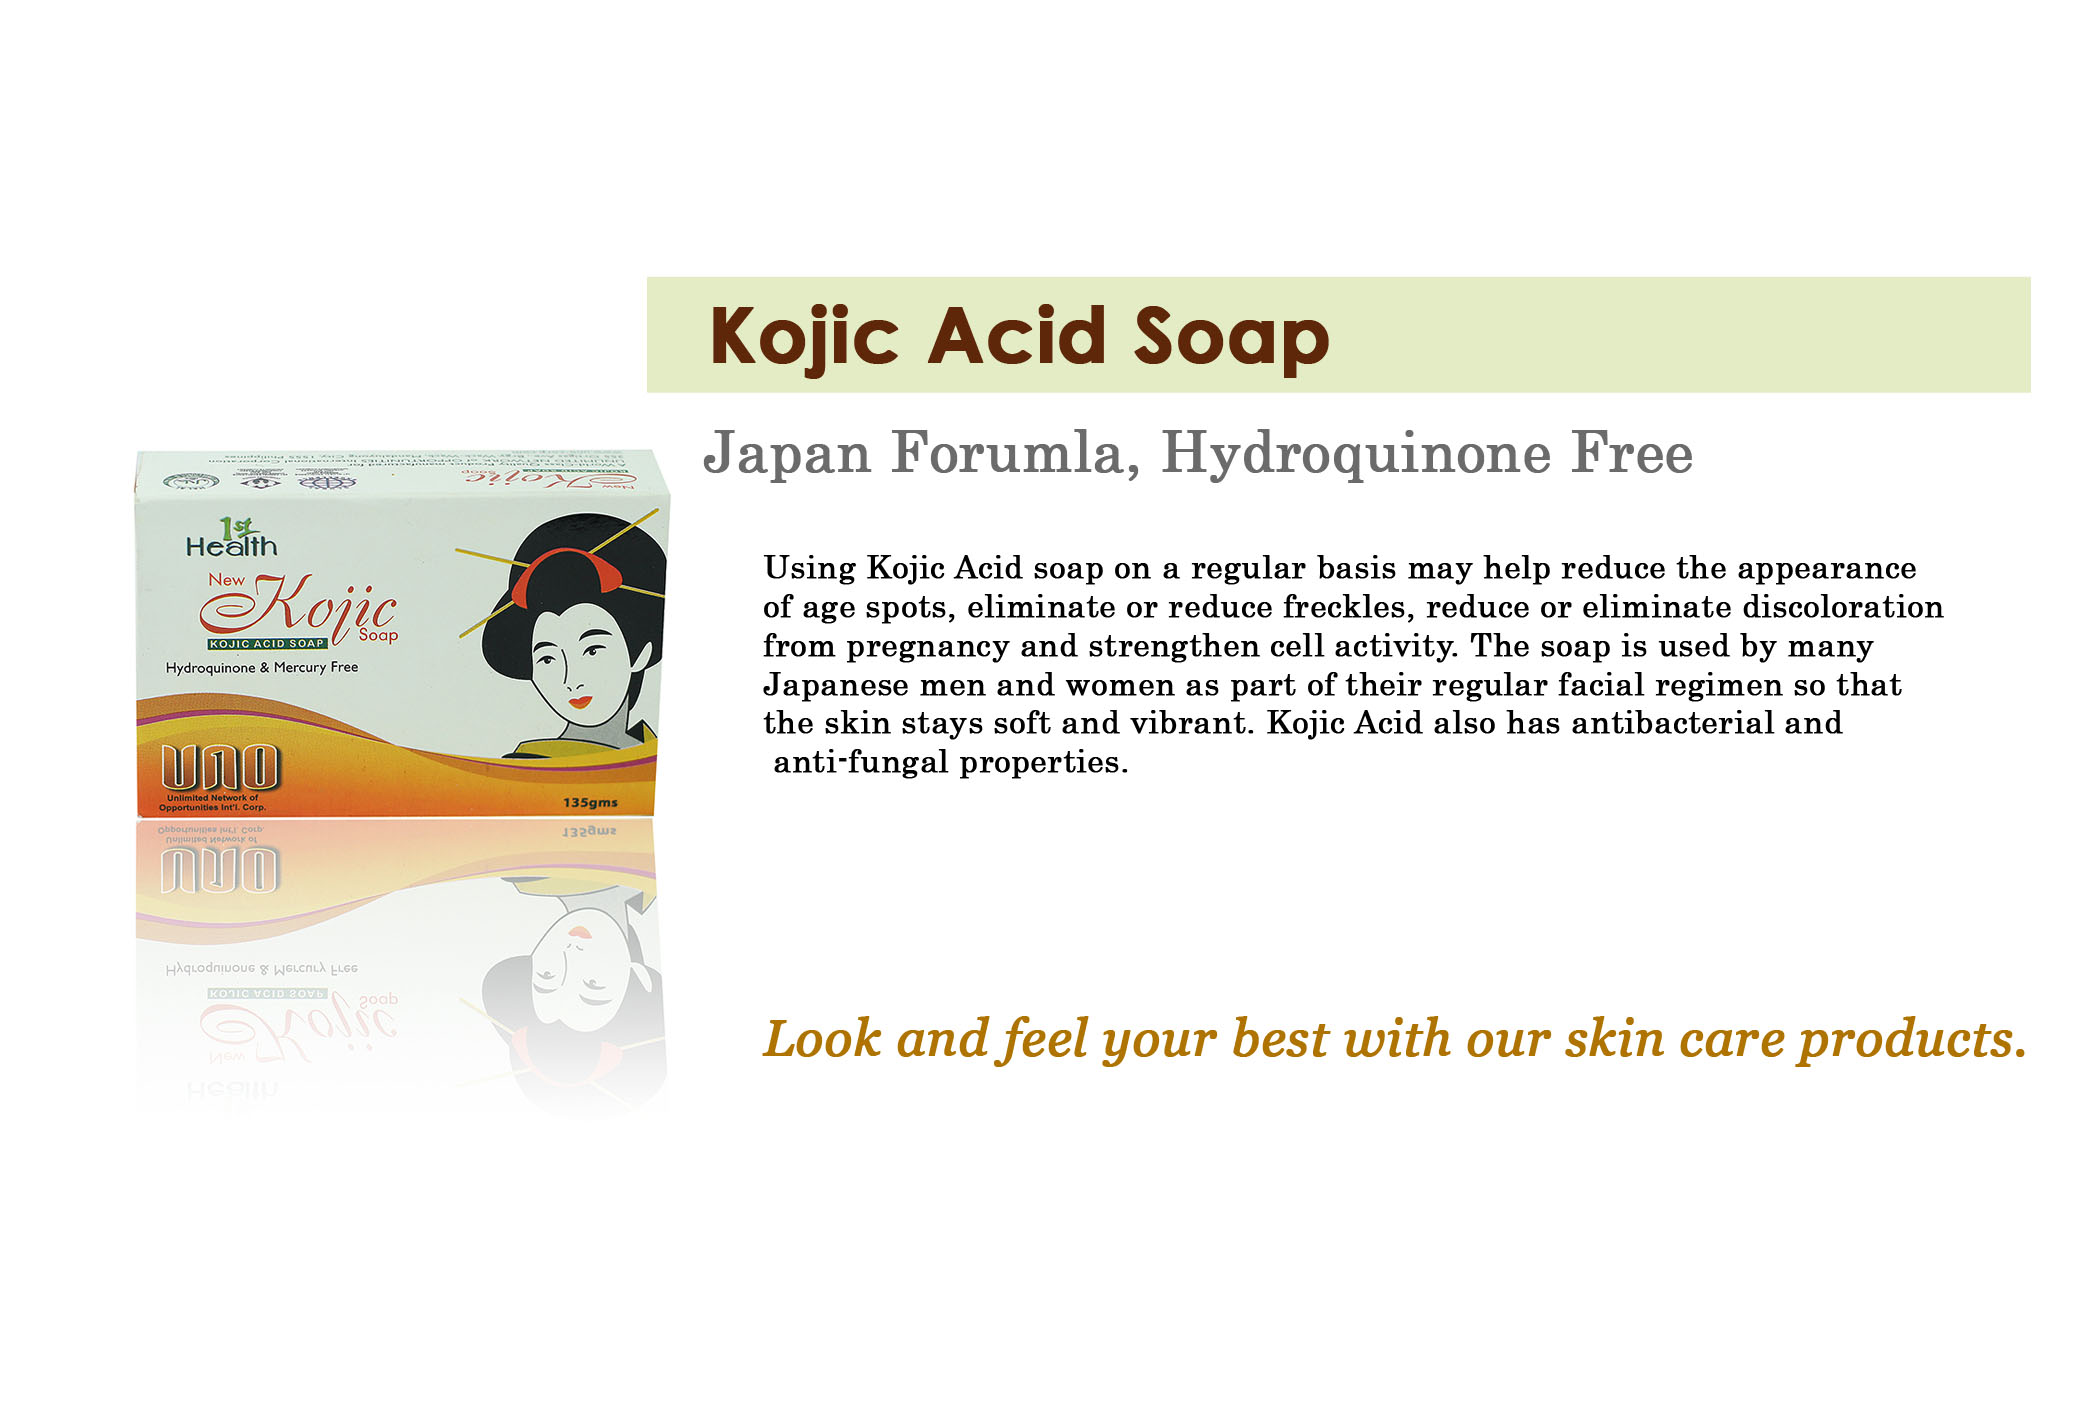 Kojic Acid Soap
Japan Forumla, Hydroquinone Free
Using Kojic Acid soap on a regular basis may help reduce the appearance
of age spots, eliminate or reduce freckles, reduce or eliminate discoloration
from pregnancy and strengthen cell activity. The soap is used by many
Japanese men and women as part of their regular facial regimen so that
the skin stays soft and vibrant. Kojic Acid also has antibacterial and
anti-fungal properties.
Look and feel your best with our skin care products.
New Kojic Soap
1st
Health
New
Kojic
Soap
KOJIC ACID SOAP
Hydroquinone & Mercury Free
UNO
Unlimited Network of
Opportunities Int'l. Corp.
135gms